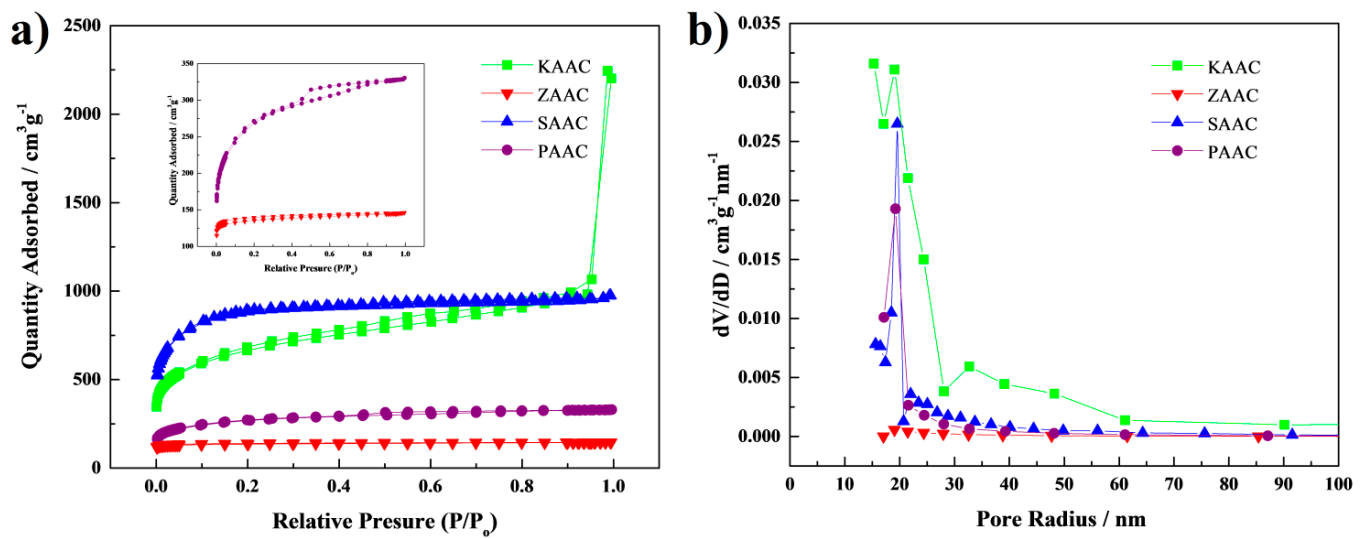 a)
Quantity Adsorbed / cm³g⁻¹
2500
2000
1500
1000
500
0
0.0 0.2 0.4 0.6 0.8 1.0
Relative Presure (P/Pₒ)
KAAC
ZAAC
SAAC
PAAC
Quantity Adsorbed / cm³g⁻¹
350
300
250
200
150
100
0.0 0.2 0.4 0.6 0.8 1.0
Relative Presure (P/Pₒ)
b)
dV/dD / cm³g⁻¹nm⁻¹
0.035
0.030
0.025
0.020
0.015
0.010
0.005
0.000
0 10 20 30 40 50 60 70 80 90 100
Pore Radius / nm
KAAC
ZAAC
SAAC
PAAC